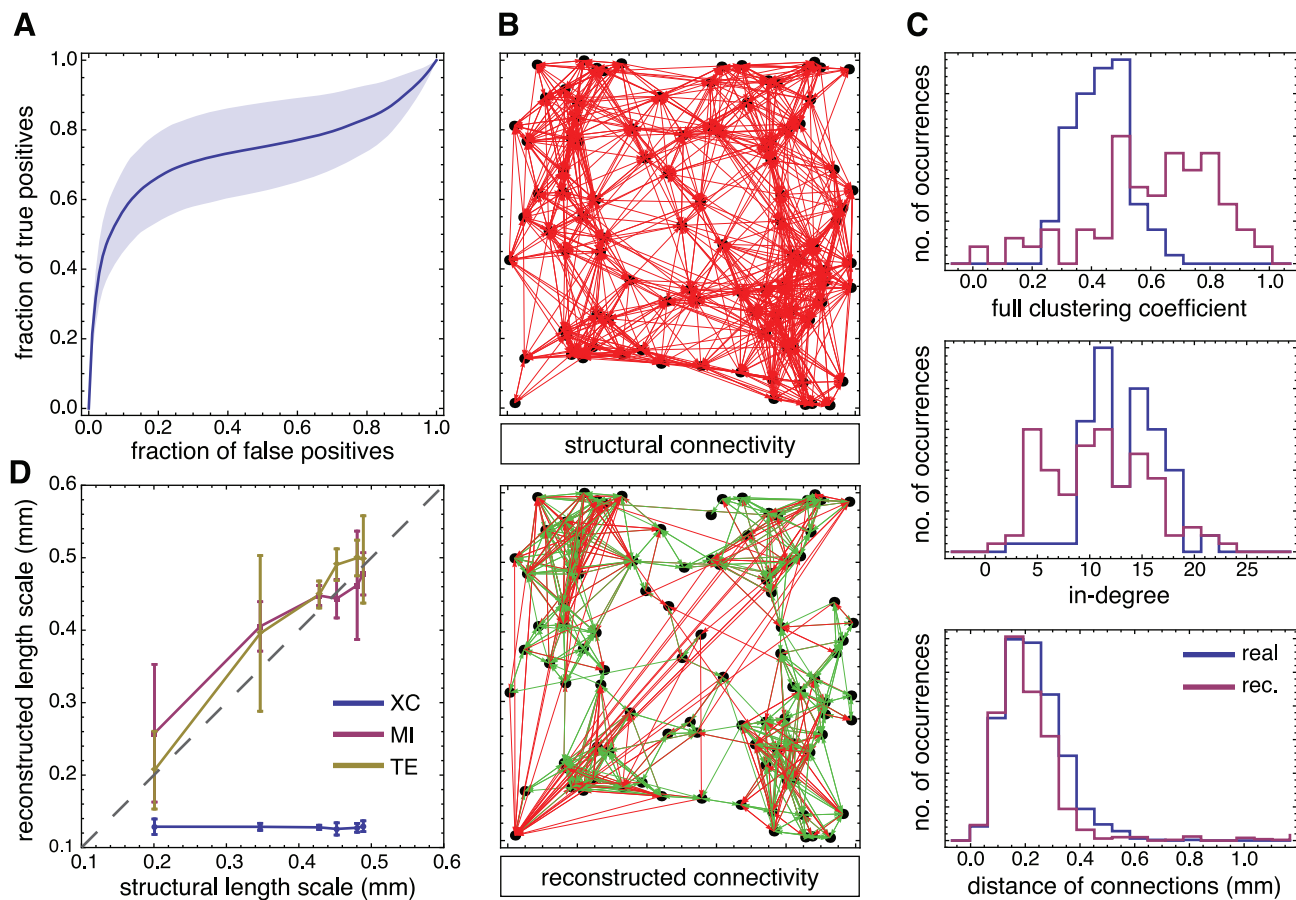 A
1.0
0.8
0.6
0.4
0.2
0.0
fraction of true positives
0.0 0.2 0.4 0.6 0.8 1.0
fraction of false positives
B
structural connectivity
reconstructed connectivity
C
no. of occurrences
0.0 0.2 0.4 0.6 0.8 1.0
full clustering coefficient
no. of occurrences
0 5 10 15 20 25
in-degree
no. of occurrences
real
rec.
0.0 0.2 0.4 0.6 0.8 1.0
distance of connections (mm)
D
0.6
0.5
0.4
0.3
0.2
0.1
reconstructed length scale (mm)
XC
MI
TE
0.1 0.2 0.3 0.4 0.5 0.6
structural length scale (mm)